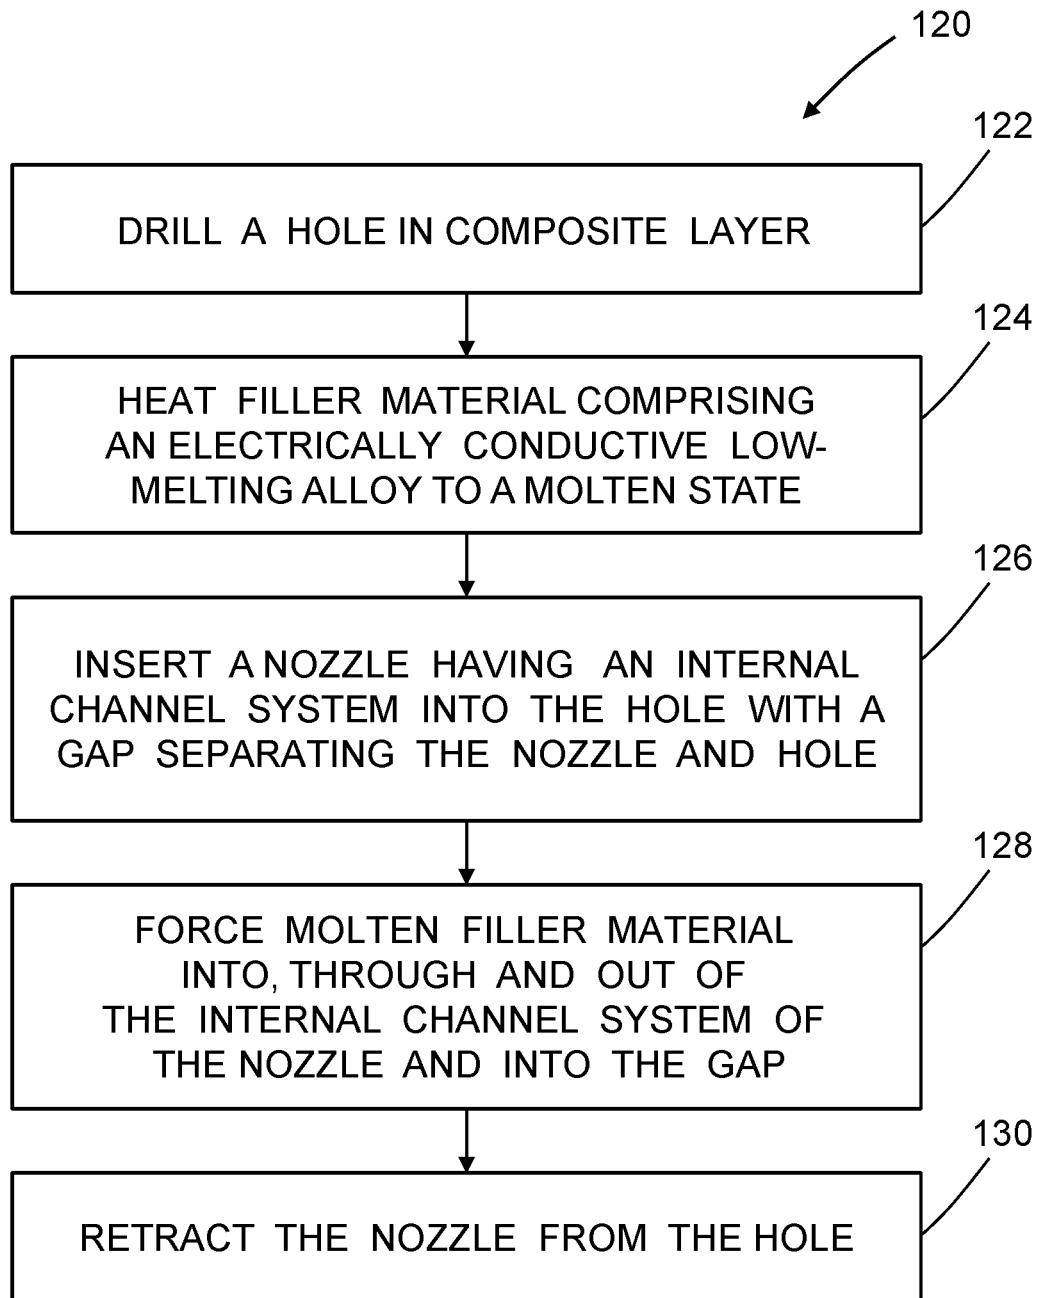 120
122
DRILL A HOLE IN COMPOSITE LAYER
124
HEAT FILLER MATERIAL COMPRISING
AN ELECTRICALLY CONDUCTIVE LOW-
MELTING ALLOY TO A MOLTEN STATE
126
INSERT A NOZZLE HAVING AN INTERNAL
CHANNEL SYSTEM INTO THE HOLE WITH A
GAP SEPARATING THE NOZZLE AND HOLE
128
FORCE MOLTEN FILLER MATERIAL
INTO, THROUGH AND OUT OF
THE INTERNAL CHANNEL SYSTEM OF
THE NOZZLE AND INTO THE GAP
130
RETRACT THE NOZZLE FROM THE HOLE